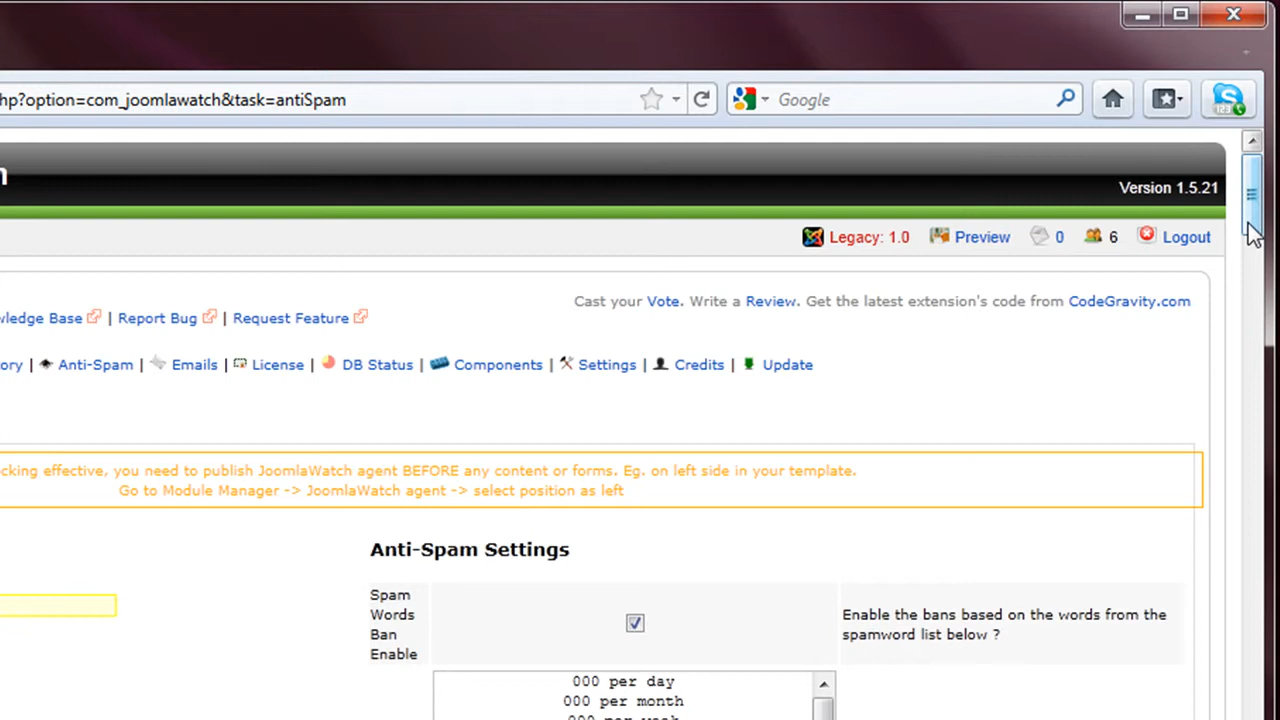 hp?option=com_joomlawatch&task=antiSpam
Google
Version 1.5.21
Legacy: 1.0
Preview
0
6
Logout
wledge Base | Report Bug | Request Feature
Cast your Vote. Write a Review. Get the latest extension's code from CodeGravity.com
ory | Anti-Spam | Emails | License | DB Status | Components | Settings | Credits | Update
cking effective, you need to publish JoomlaWatch agent BEFORE any content or forms. Eg. on left side in your template.
Go to Module Manager -> JoomlaWatch agent -> select position as left
Anti-Spam Settings
Spam
Words
Ban
Enable
Enable the bans based on the words from the
spamword list below ?
000 per day
000 per month
000 per week